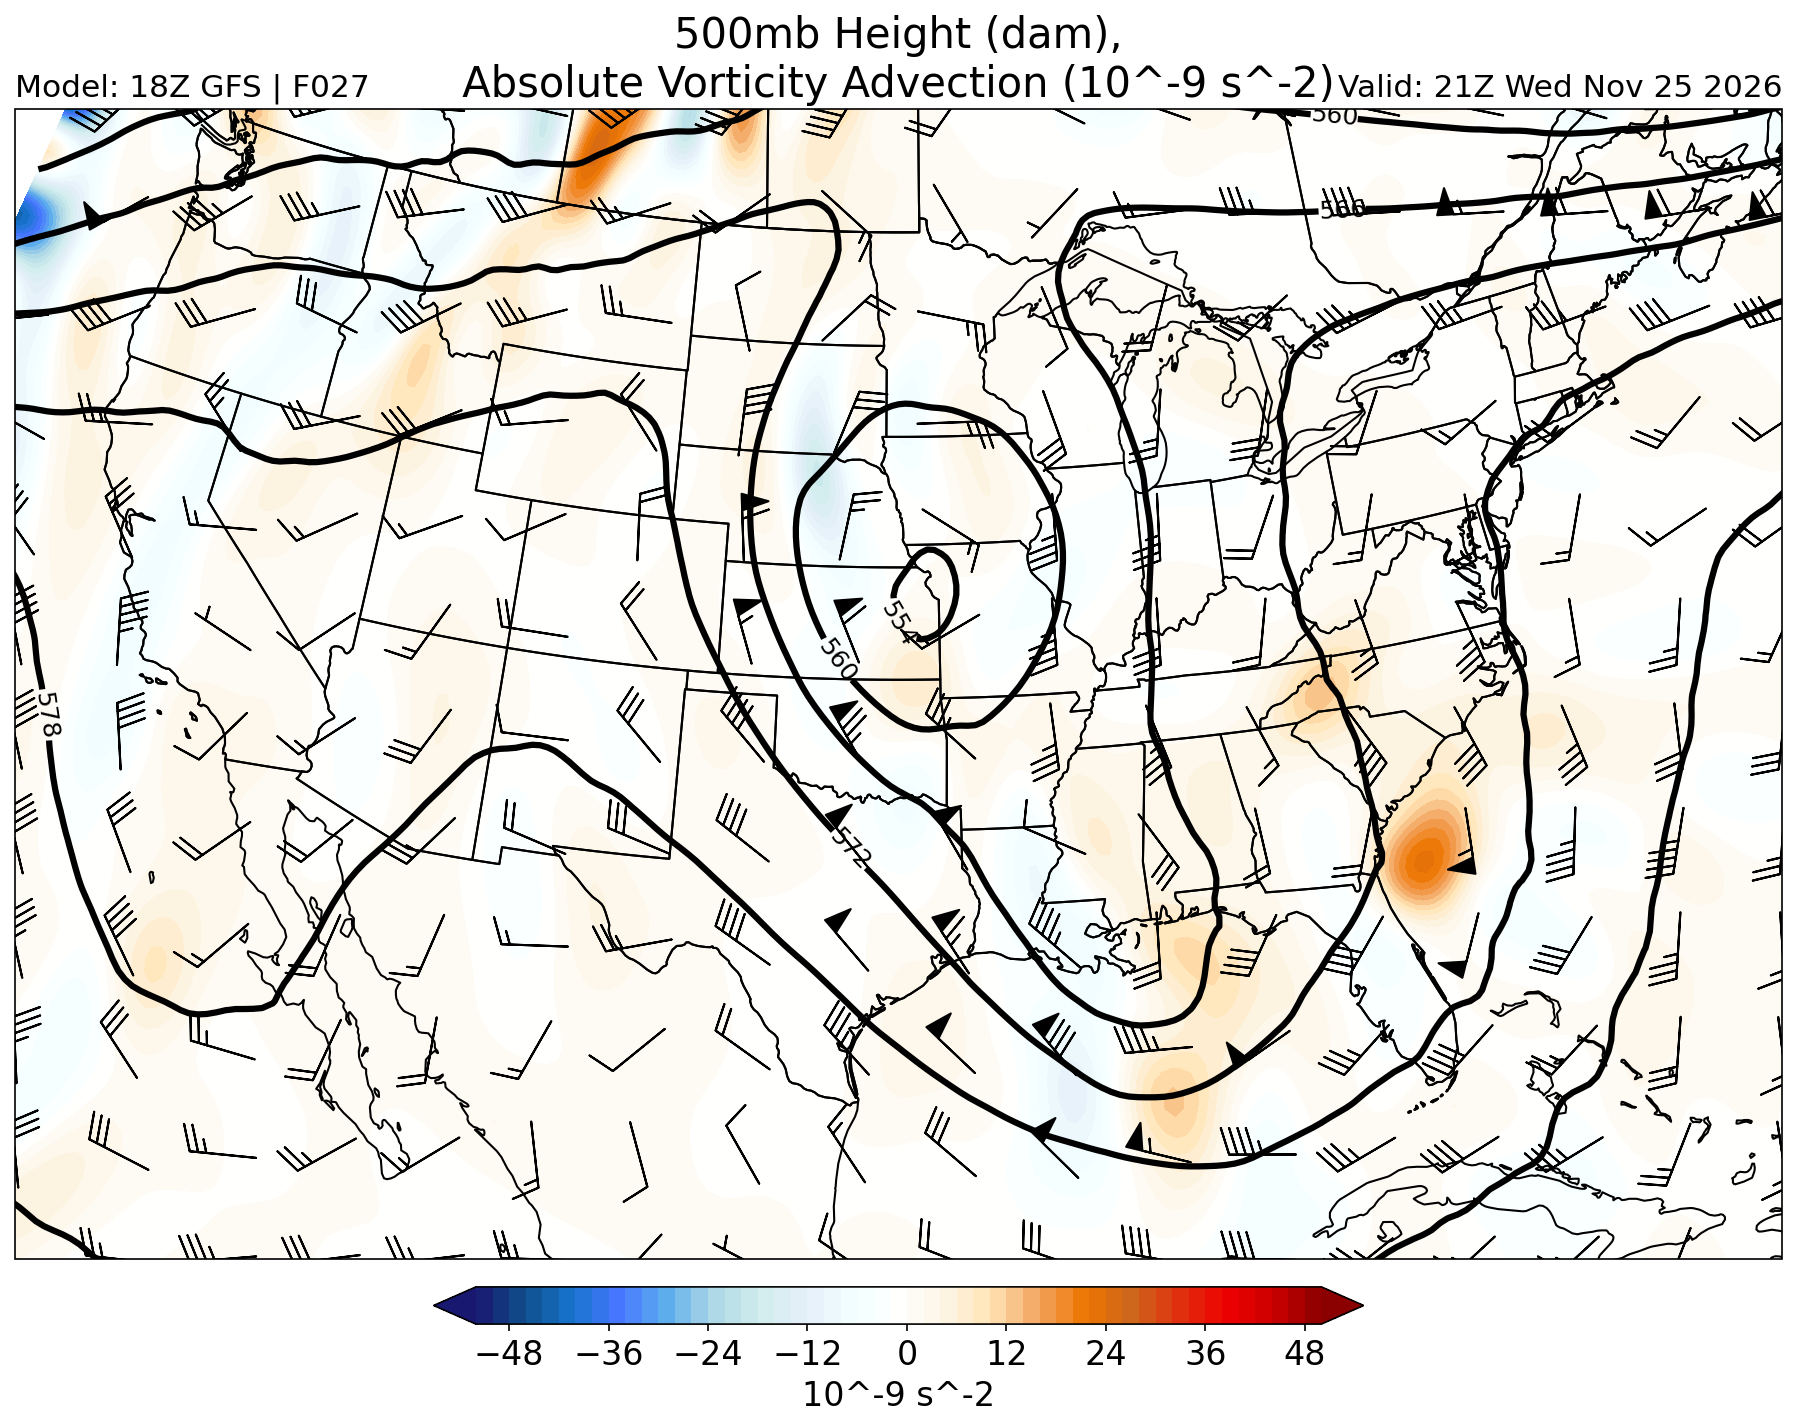 500mb Height (dam),
Model: 18Z GFS | F027
Absolute Vorticity Advection (10^-9 s^-2)
Valid: 21Z Wed Nov 25 2026
560
566
554
560
578
572
−48 −36 −24 −12 0 12 24 36 48
10^-9 s^-2